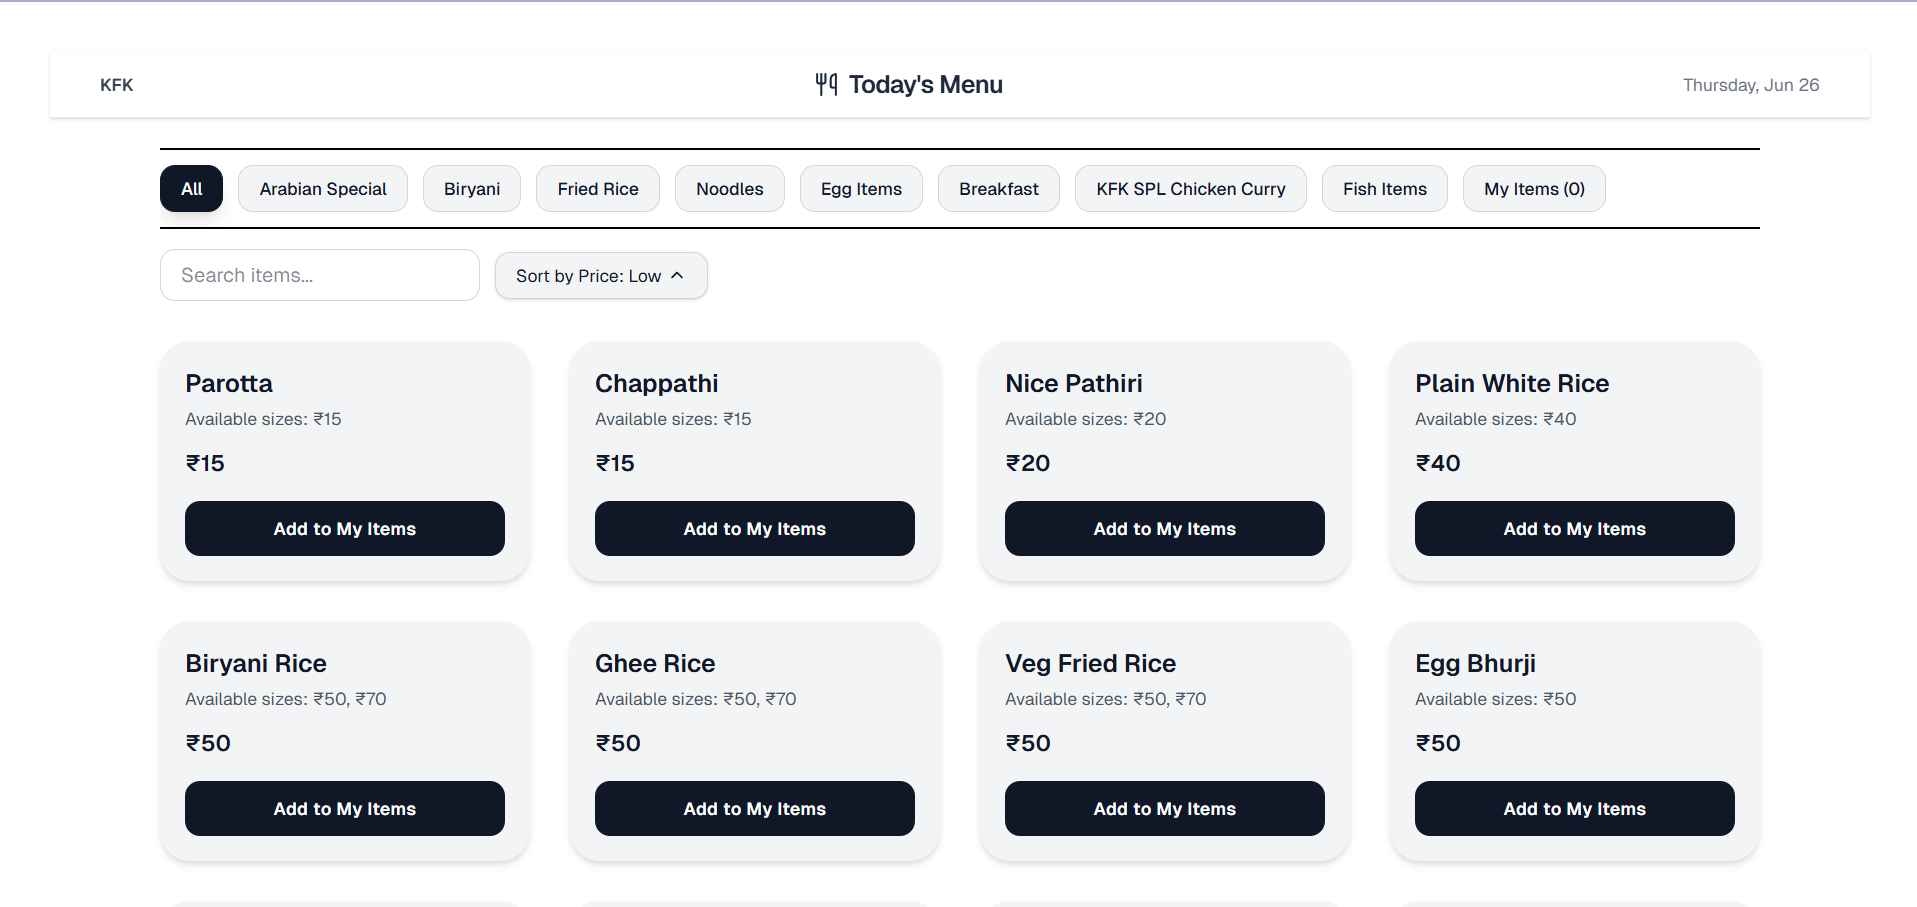 KFK
Today's Menu
Thursday, Jun 26
All
Arabian Special
Biryani
Fried Rice
Noodles
Egg Items
Breakfast
KFK SPL Chicken Curry
Fish Items
My Items (0)
Search items...
Sort by Price: Low
Parotta
Available sizes: ₹15
₹15
Add to My Items
Chappathi
Available sizes: ₹15
₹15
Add to My Items
Nice Pathiri
Available sizes: ₹20
₹20
Add to My Items
Plain White Rice
Available sizes: ₹40
₹40
Add to My Items
Biryani Rice
Available sizes: ₹50, ₹70
₹50
Add to My Items
Ghee Rice
Available sizes: ₹50, ₹70
₹50
Add to My Items
Veg Fried Rice
Available sizes: ₹50, ₹70
₹50
Add to My Items
Egg Bhurji
Available sizes: ₹50
₹50
Add to My Items